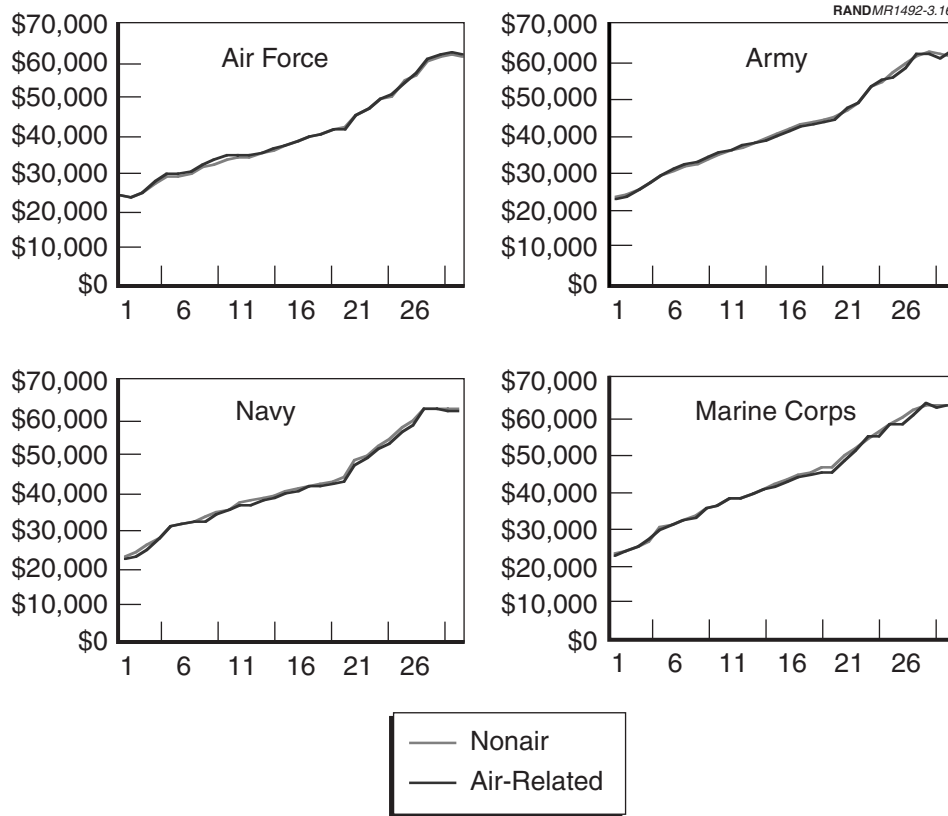 RANDMR1492-3.16
$70,000
$60,000
$50,000
$40,000
$30,000
$20,000
$10,000
$0
Air Force
1 6 11 16 21 26
$70,000
$60,000
$50,000
$40,000
$30,000
$20,000
$10,000
$0
Army
1 6 11 16 21 26
$70,000
$60,000
$50,000
$40,000
$30,000
$20,000
$10,000
$0
Navy
1 6 11 16 21 26
$70,000
$60,000
$50,000
$40,000
$30,000
$20,000
$10,000
$0
Marine Corps
1 6 11 16 21 26
Nonair
Air-Related